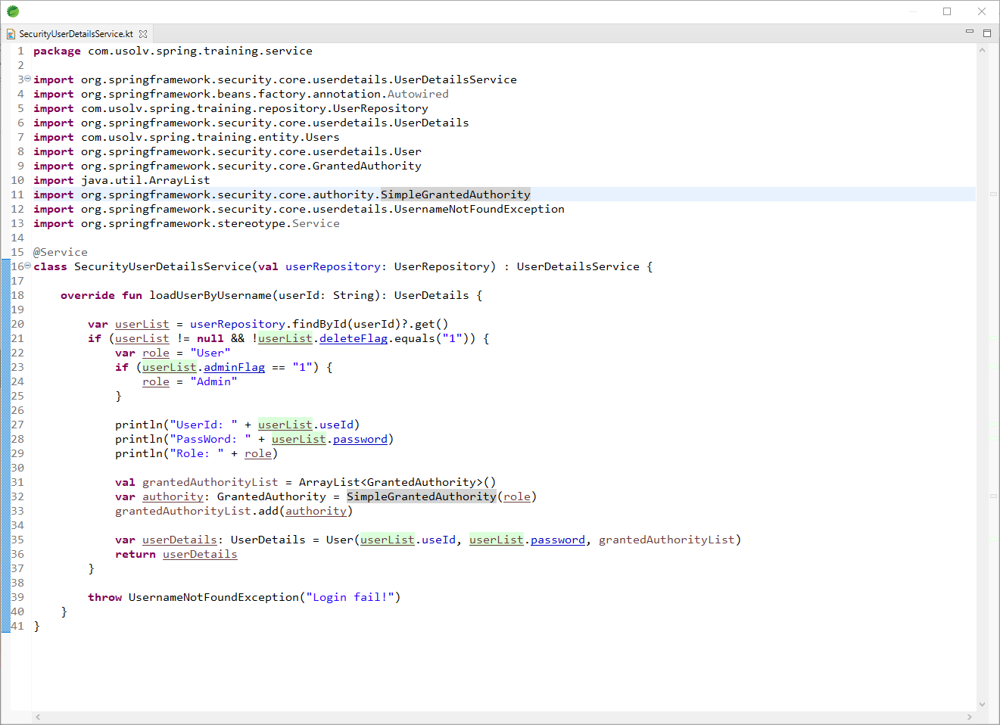 SecurityUserDetailsService.kt
1 package com.usolv.spring.training.service
2
3 import org.springframework.security.core.userdetails.UserDetailsService
4 import org.springframework.beans.factory.annotation.Autowired
5 import com.usolv.spring.training.repository.UserRepository
6 import org.springframework.security.core.userdetails.UserDetails
7 import com.usolv.spring.training.entity.Users
8 import org.springframework.security.core.userdetails.User
9 import org.springframework.security.core.GrantedAuthority
10 import java.util.ArrayList
11 import org.springframework.security.core.authority.SimpleGrantedAuthority
12 import org.springframework.security.core.userdetails.UsernameNotFoundException
13 import org.springframework.stereotype.Service
14
15 @Service
16 class SecurityUserDetailsService(val userRepository: UserRepository) : UserDetailsService {
17
18     override fun loadUserByUsername(userId: String): UserDetails {
19
20         var userList = userRepository.findById(userId)?.get()
21         if (userList != null && !userList.deleteFlag.equals("1")) {
22             var role = "User"
23             if (userList.adminFlag == "1") {
24                 role = "Admin"
25             }
26
27             println("UserId: " + userList.useId)
28             println("PassWord: " + userList.password)
29             println("Role: " + role)
30
31             val grantedAuthorityList = ArrayList<GrantedAuthority>()
32             var authority: GrantedAuthority = SimpleGrantedAuthority(role)
33             grantedAuthorityList.add(authority)
34
35             var userDetails: UserDetails = User(userList.useId, userList.password, grantedAuthorityList)
36             return userDetails
37         }
38
39         throw UsernameNotFoundException("Login fail!")
40     }
41 }